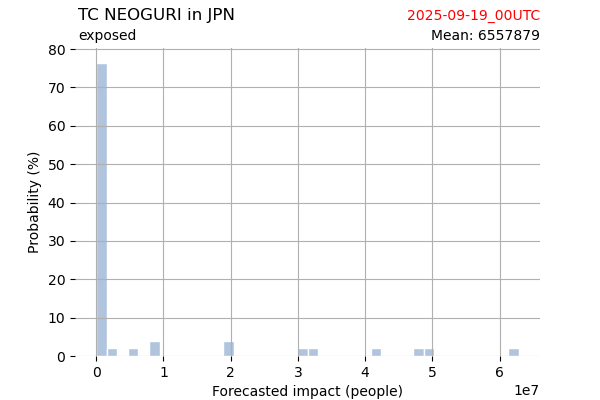 TC NEOGURI in JPN
2025-09-19_00UTC
exposed
Mean: 6557879
80
70
60
50
40
30
20
10
0
Probability (%)
0 1 2 3 4 5 6
1e7
Forecasted impact (people)